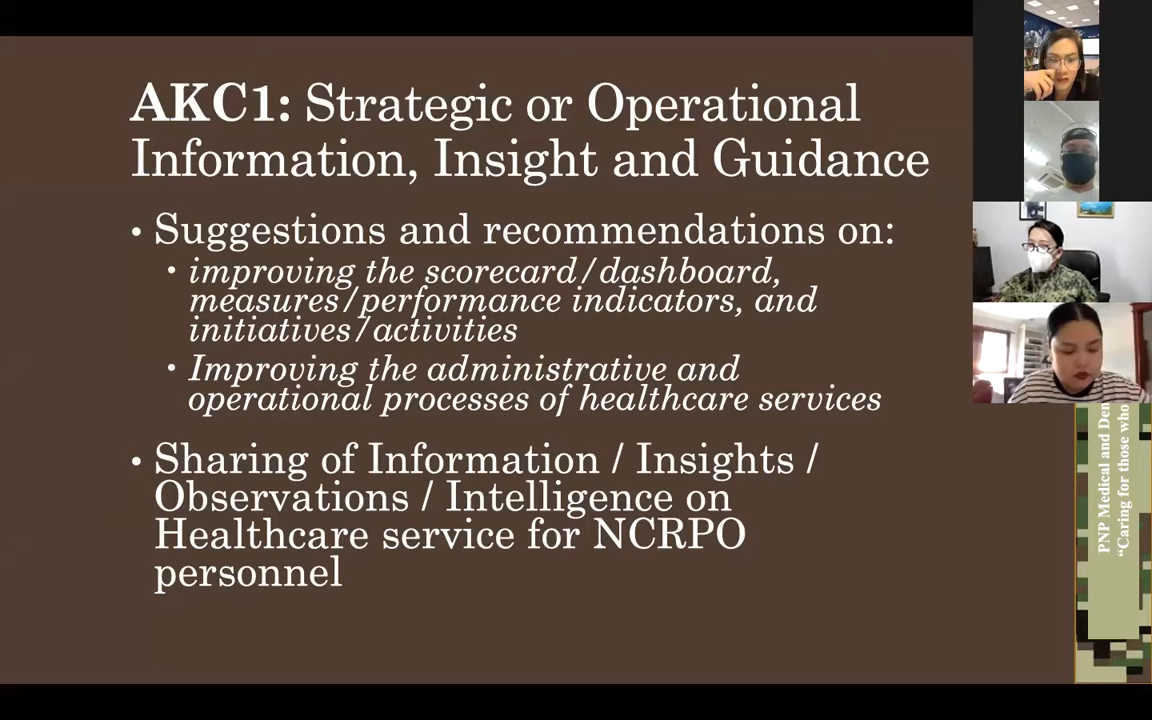 AKC1: Strategic or Operational
Information, Insight and Guidance
• Suggestions and recommendations on:
• improving the scorecard/dashboard,
measures/performance indicators, and
initiatives/activities
• Improving the administrative and
operational processes of healthcare services
• Sharing of Information / Insights /
Observations / Intelligence on
Healthcare service for NCRPO
personnel
PNP Medical and Den
“Caring for those who